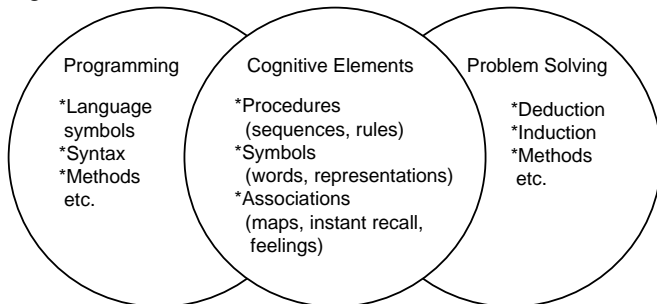 Programming
*Language
symbols
*Syntax
*Methods
etc.
Cognitive Elements
*Procedures
(sequences, rules)
*Symbols
(words, representations)
*Associations
(maps, instant recall,
feelings)
Problem Solving
*Deduction
*Induction
*Methods
etc.